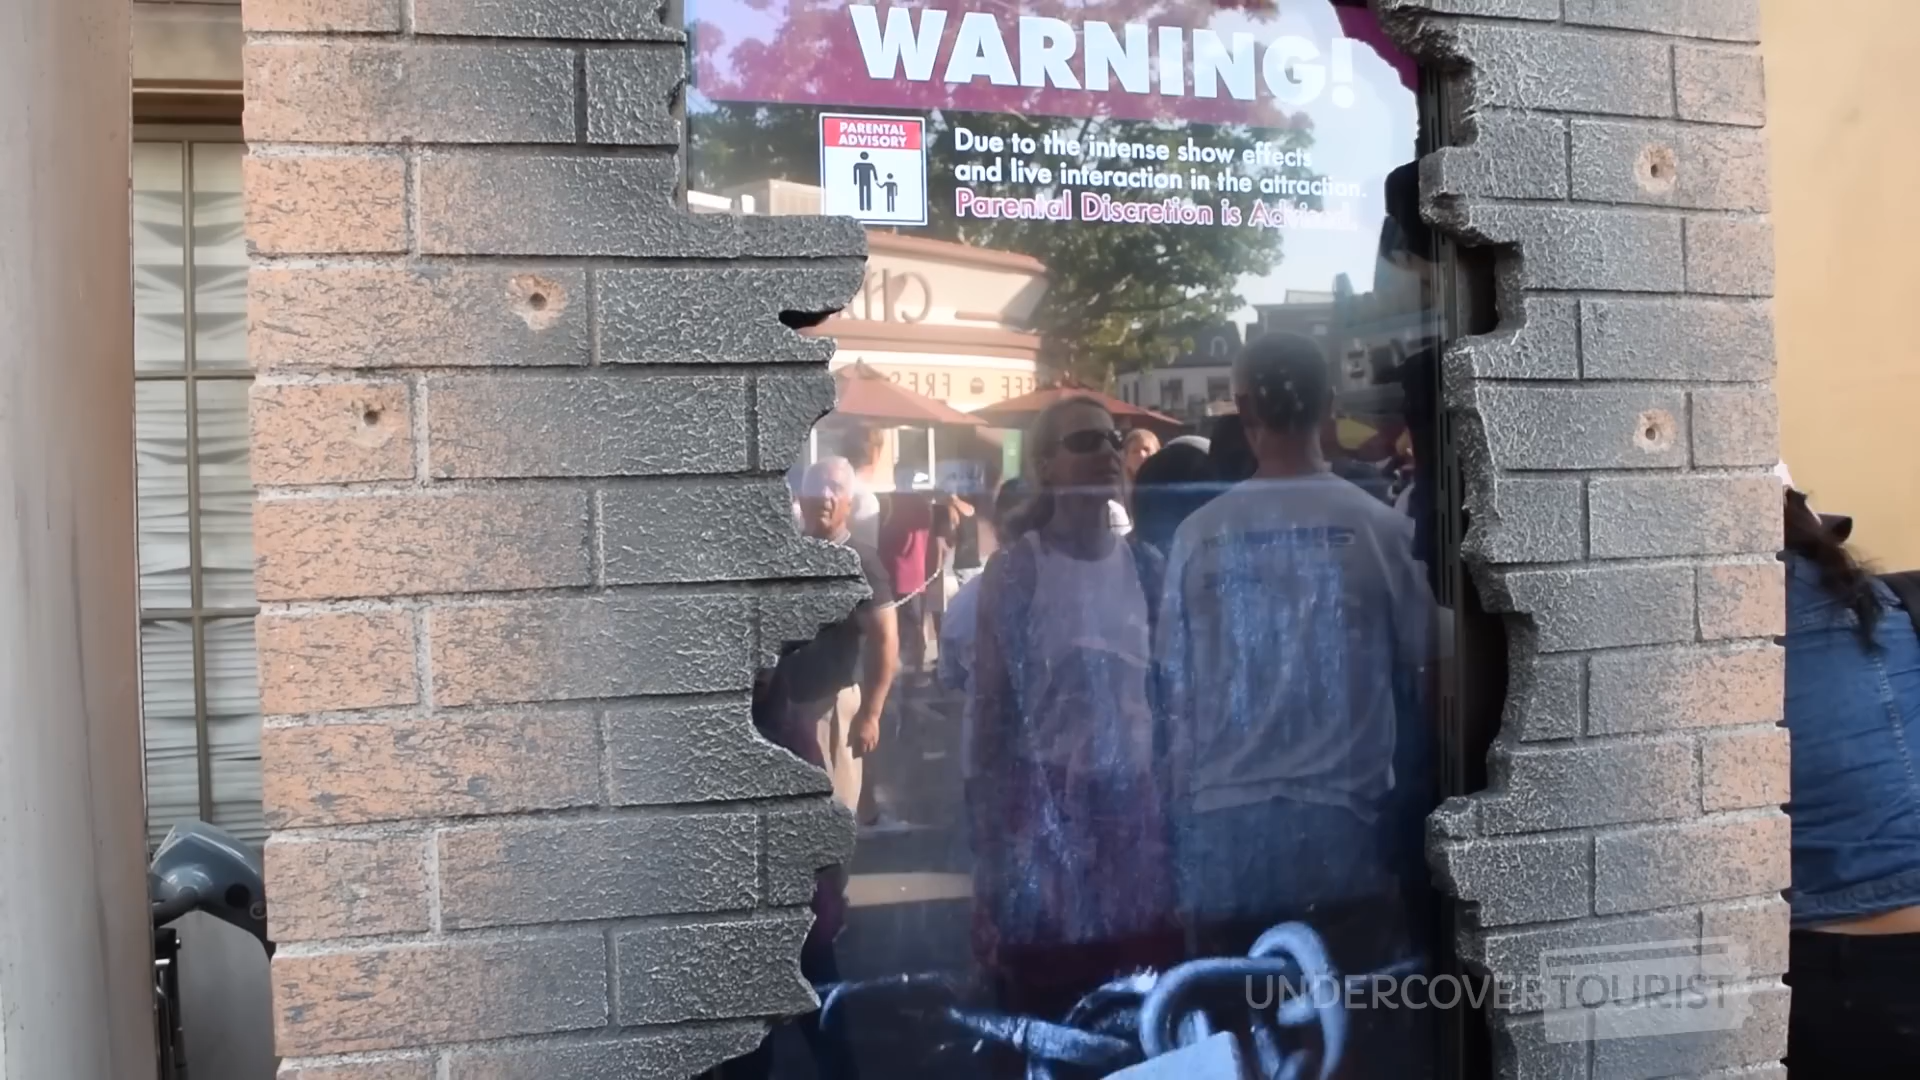 WARNING!
PARENTAL
ADVISORY
Due to the intense show effects
and live interaction in the attraction.
Parental Discretion is Advised.
UNDERCOVERTOURIST